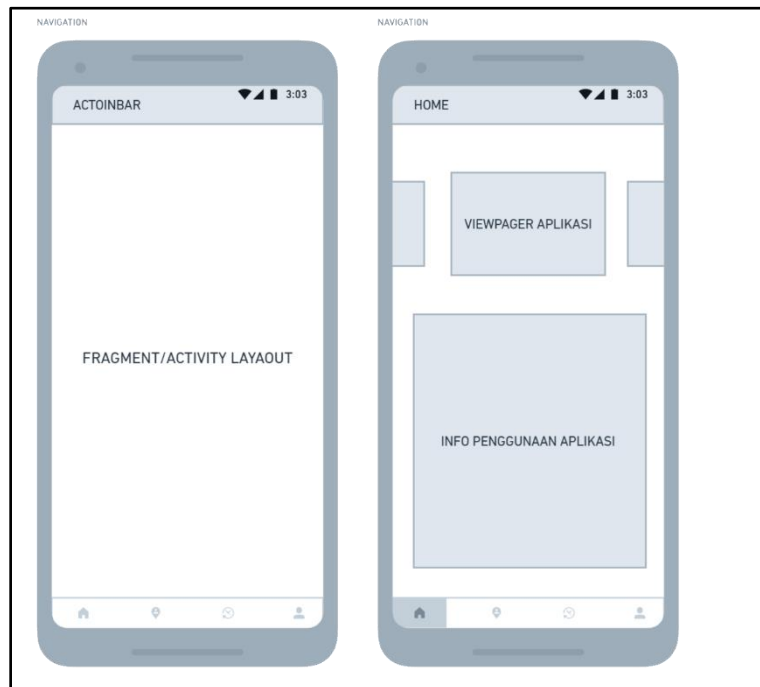 NAVIGATION
NAVIGATION
3:03
ACTOINBAR
3:03
HOME
VIEWPAGER APLIKASI
FRAGMENT/ACTIVITY LAYAOUT
INFO PENGGUNAAN APLIKASI